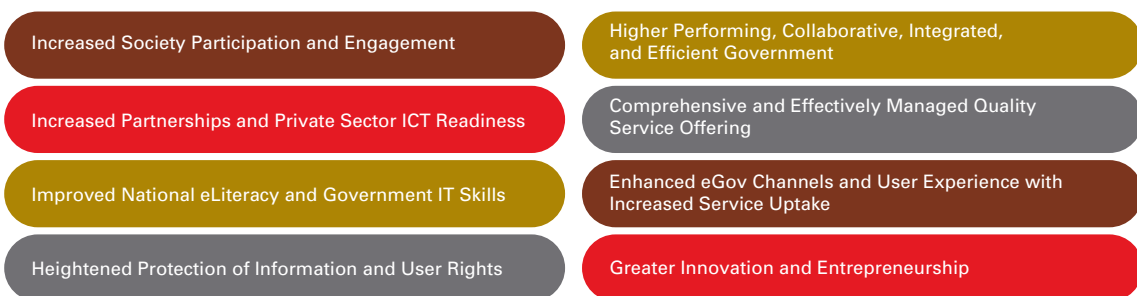 Increased Society Participation and Engagement
Increased Partnerships and Private Sector ICT Readiness
Improved National eLiteracy and Government IT Skills
Heightened Protection of Information and User Rights
Higher Performing, Collaborative, Integrated,
and Efficient Government
Comprehensive and Effectively Managed Quality
Service Offering
Enhanced eGov Channels and User Experience with
Increased Service Uptake
Greater Innovation and Entrepreneurship